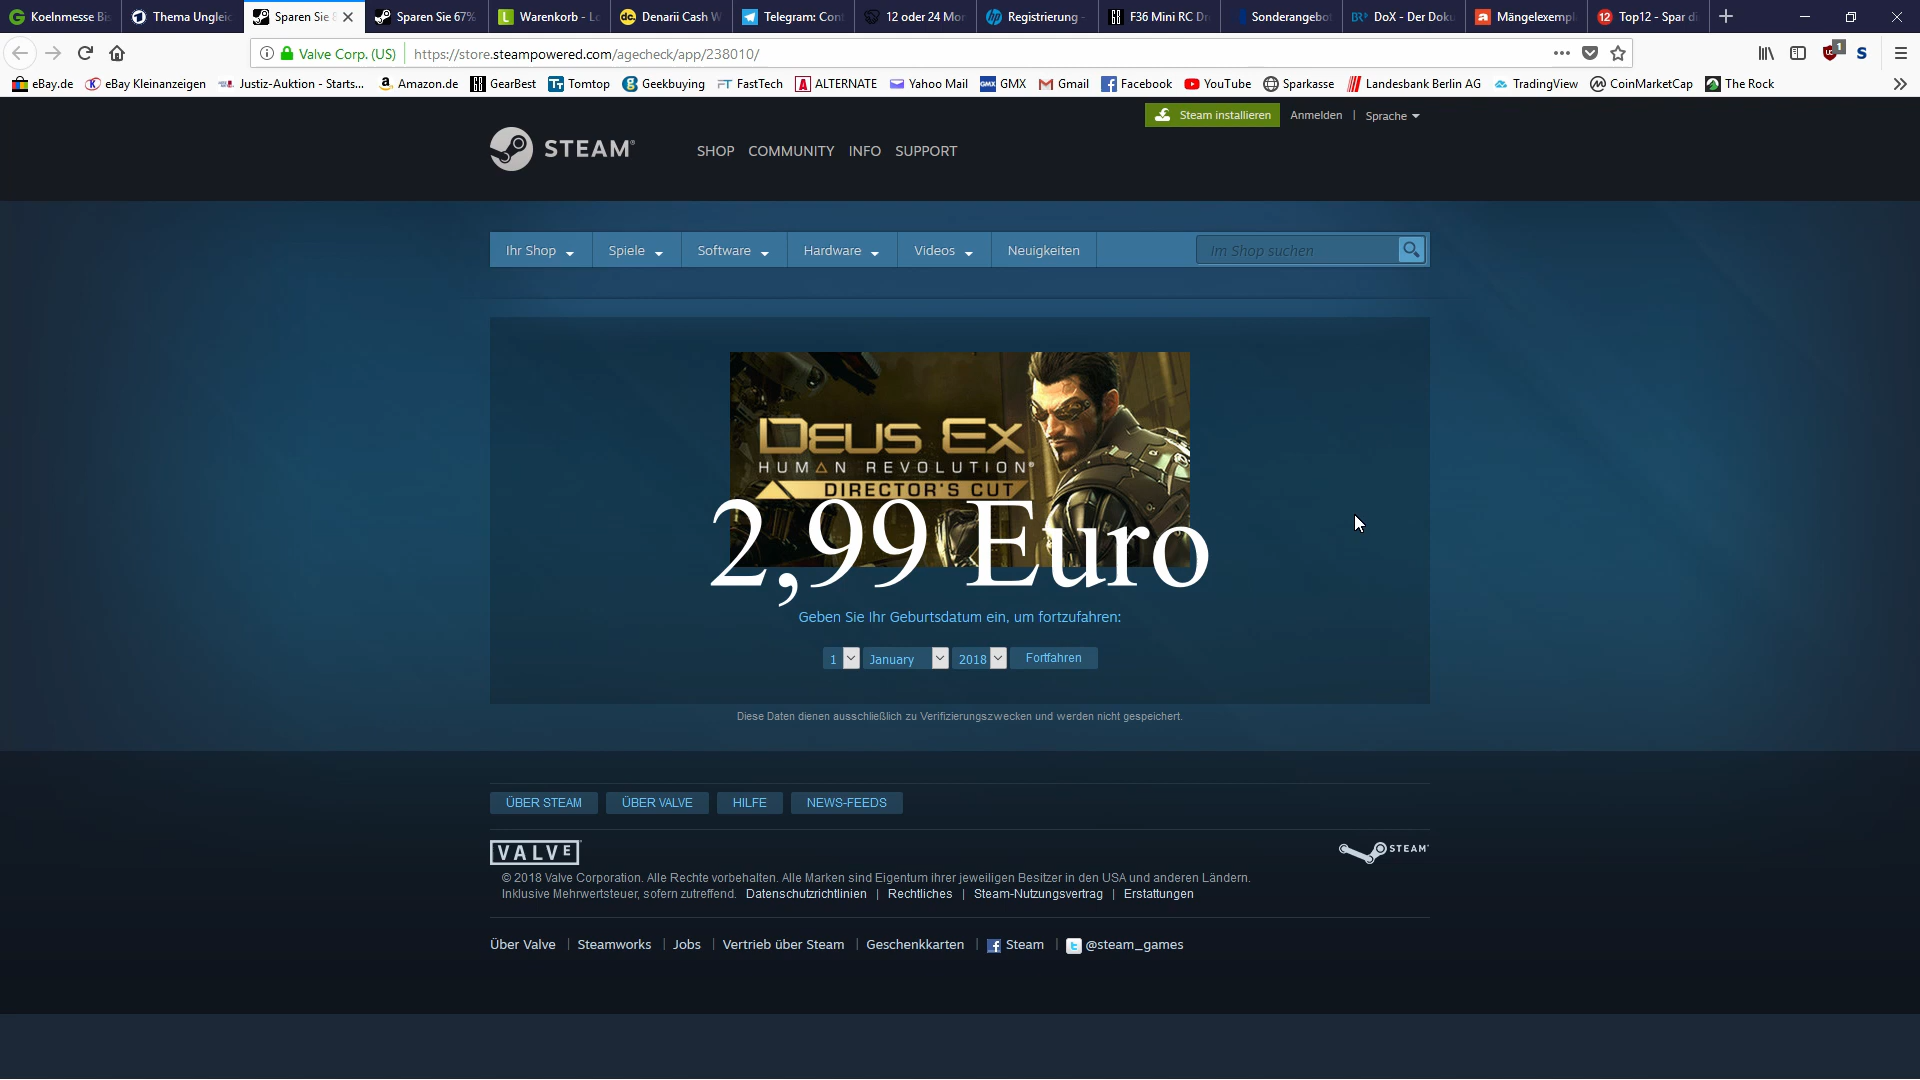 Koelnmesse Bis
Thema Ungleic
Sparen Sie 8
Sparen Sie 67%
Warenkorb - Lo
Denarii Cash W
Telegram: Cont
12 oder 24 Mon
Registrierung -
F36 Mini RC Dr
Sonderangebot
DoX - Der Doku
Mängelexempl
Top12 - Spar di
Valve Corp. (US)
https://store.steampowered.com/agecheck/app/238010/
1
eBay.de
eBay Kleinanzeigen
Justiz-Auktion - Starts...
Amazon.de
GearBest
Tomtop
Geekbuying
FastTech
ALTERNATE
Yahoo Mail
GMX
Gmail
Facebook
YouTube
Sparkasse
Landesbank Berlin AG
TradingView
CoinMarketCap
The Rock
Steam installieren
Anmelden | Sprache
STEAM®
SHOP COMMUNITY INFO SUPPORT
Ihr Shop
Spiele
Software
Hardware
Videos
Neuigkeiten
Im Shop suchen
DEUS EX
HUMAN REVOLUTION®
DIRECTOR'S CUT
2,99 Euro
Geben Sie Ihr Geburtsdatum ein, um fortzufahren:
1 January 2018 Fortfahren
Diese Daten dienen ausschließlich zu Verifizierungszwecken und werden nicht gespeichert.
ÜBER STEAM ÜBER VALVE HILFE NEWS-FEEDS
VALVE
STEAM
© 2018 Valve Corporation. Alle Rechte vorbehalten. Alle Marken sind Eigentum ihrer jeweiligen Besitzer in den USA und anderen Ländern.
Inklusive Mehrwertsteuer, sofern zutreffend. Datenschutzrichtlinien | Rechtliches | Steam-Nutzungsvertrag | Erstattungen
Über Valve | Steamworks | Jobs | Vertrieb über Steam | Geschenkkarten | Steam | @steam_games